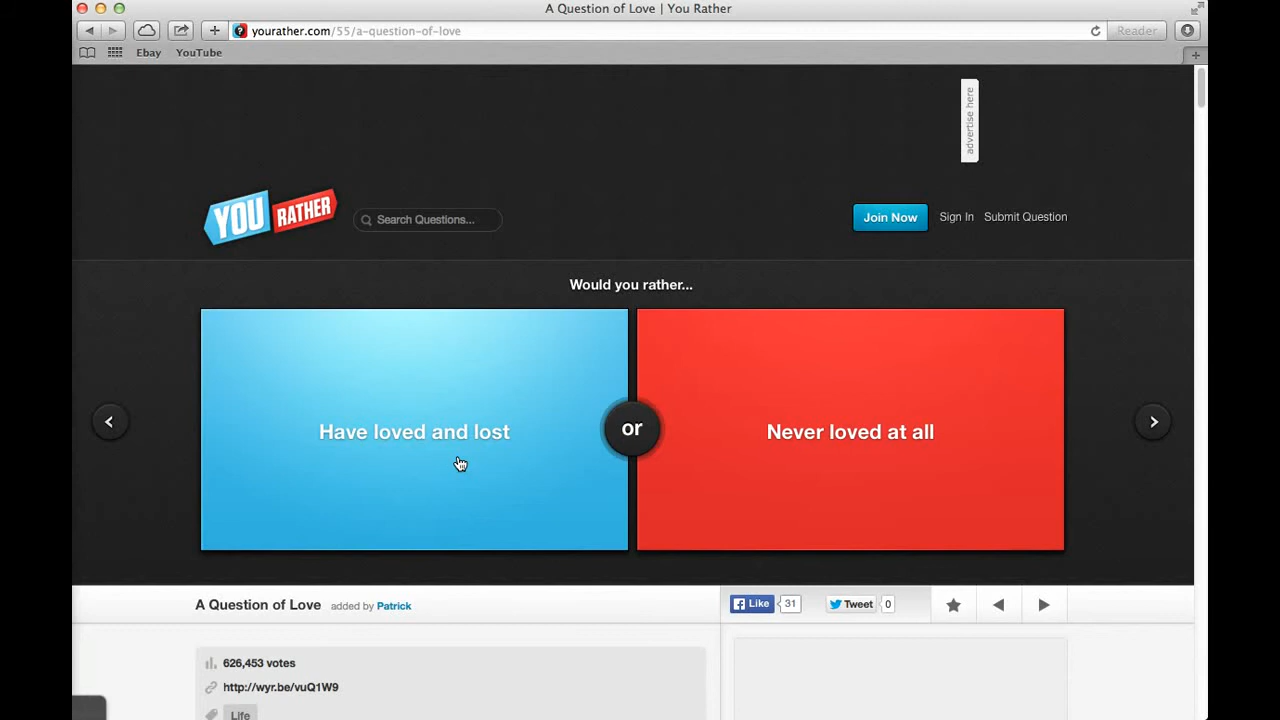 A Question of Love | You Rather
yourather.com/55/a-question-of-love
Reader
Ebay
YouTube
advertise here
YOU RATHER
Search Questions...
Join Now
Sign In
Submit Question
Would you rather...
Have loved and lost
or
Never loved at all
A Question of Love
added by Patrick
Like
31
Tweet
0
626,453 votes
http://wyr.be/vuQ1W9
Life